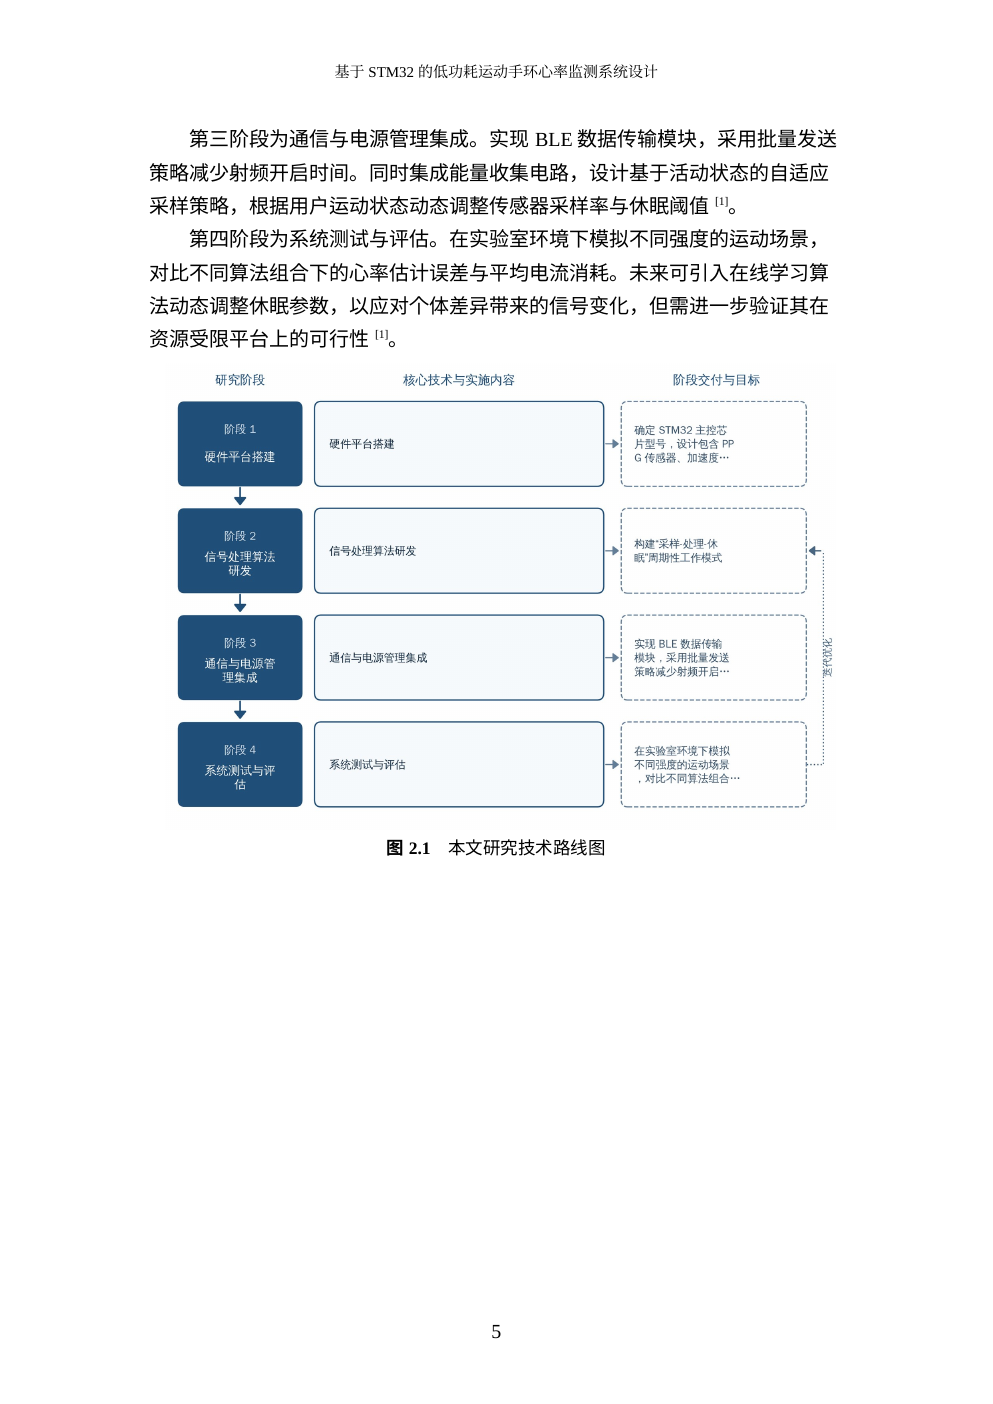 基于 STM32 的低功耗运动手环心率监测系统设计
第三阶段为通信与电源管理集成。实现 BLE 数据传输模块，采用批量发送
策略减少射频开启时间。同时集成能量收集电路，设计基于活动状态的自适应
采样策略，根据用户运动状态动态调整传感器采样率与休眠阈值 [1]。
第四阶段为系统测试与评估。在实验室环境下模拟不同强度的运动场景，
对比不同算法组合下的心率估计误差与平均电流消耗。未来可引入在线学习算
法动态调整休眠参数，以应对个体差异带来的信号变化，但需进一步验证其在
资源受限平台上的可行性 [1]。
研究阶段
核心技术与实施内容
阶段交付与目标
阶段 1
硬件平台搭建
硬件平台搭建
确定 STM32 主控芯
片型号，设计包含 PP
G 传感器、加速度…
阶段 2
信号处理算法
研发
信号处理算法研发
构建“采样-处理-休
眠”周期性工作模式
阶段 3
通信与电源管
理集成
通信与电源管理集成
实现 BLE 数据传输
模块，采用批量发送
策略减少射频开启…
迭代优化
阶段 4
系统测试与评
估
系统测试与评估
在实验室环境下模拟
不同强度的运动场景
，对比不同算法组合…
图 2.1 本文研究技术路线图
5